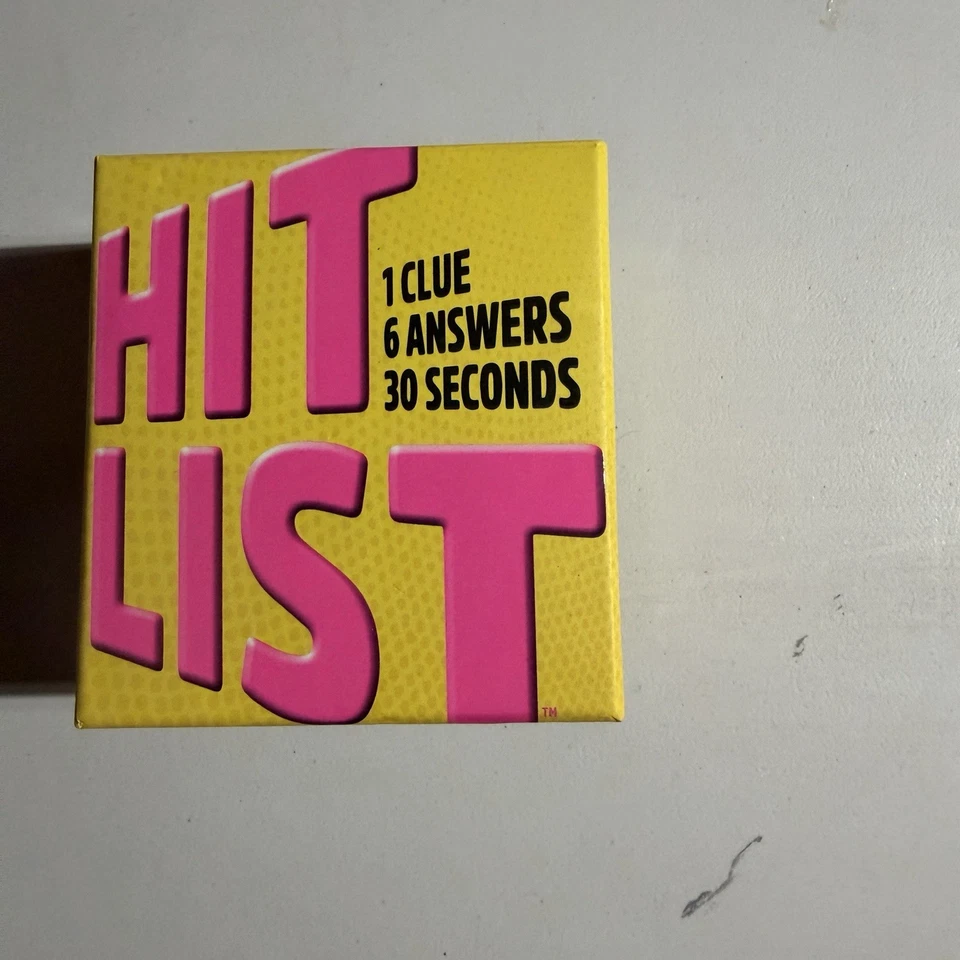 HIT
1 CLUE
6 ANSWERS
30 SECONDS
LIST
TM